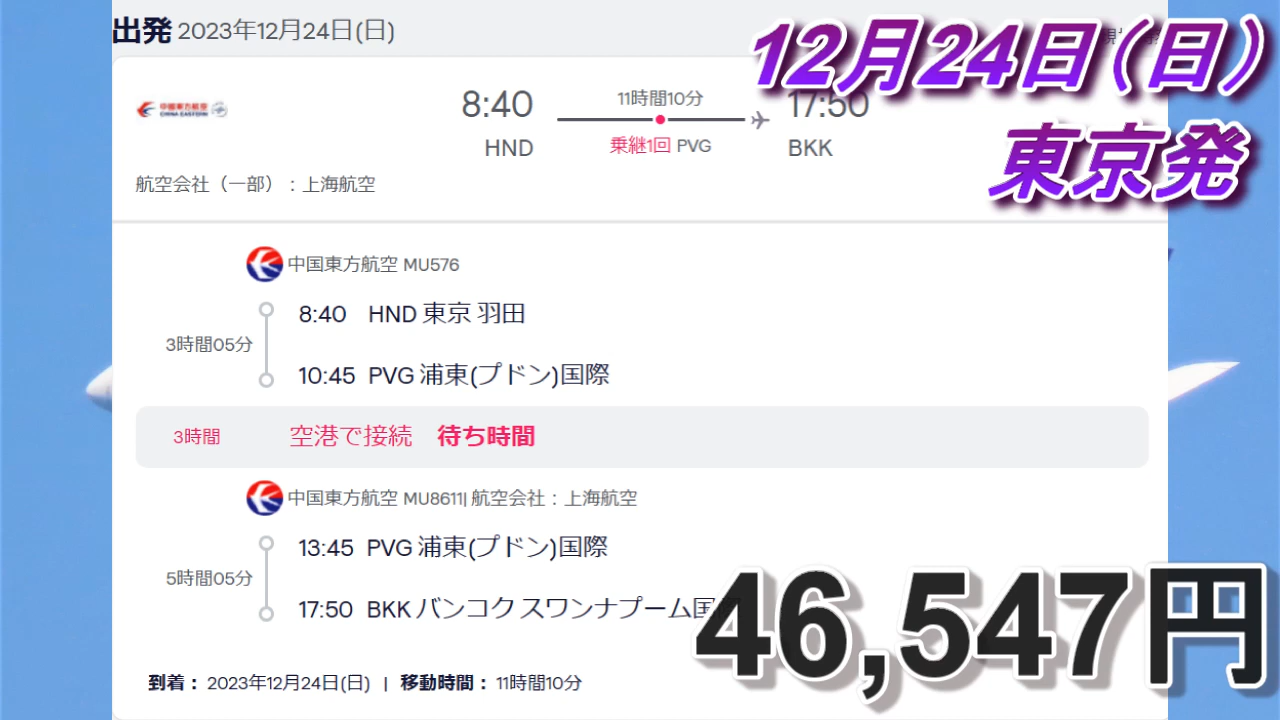 出発 2023年12月24日(日)
12月24日(日)
東京発
中國東方航空
CHINA EASTERN
8:40 11時間10分 17:50
HND 乗継1回 PVG BKK
航空会社（一部）：上海航空
中国東方航空 MU576
8:40 HND 東京 羽田
3時間05分
10:45 PVG 浦東(プドン)国際
3時間 空港で接続 待ち時間
中国東方航空 MU8611| 航空会社：上海航空
13:45 PVG 浦東(プドン)国際
5時間05分
17:50 BKK バンコク スワンナプーム国
46,547円
到着： 2023年12月24日(日) | 移動時間： 11時間10分